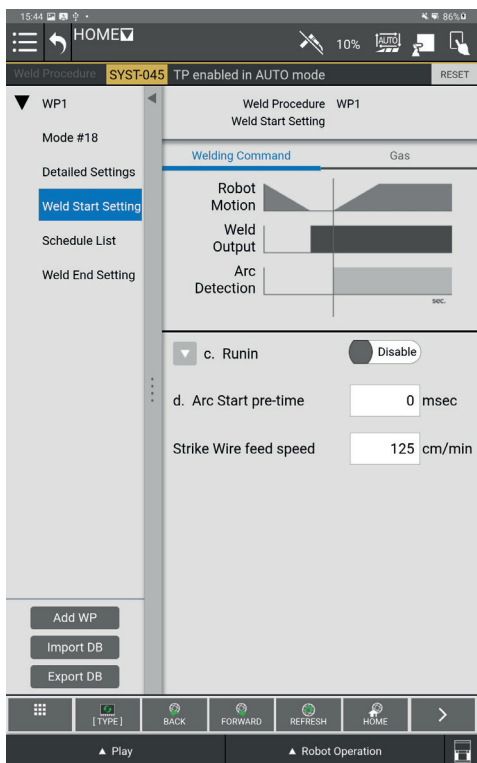 15:44 86%
HOME
10% AUTO
Weld Procedure SYST-045 TP enabled in AUTO mode RESET
WP1
Mode #18
Detailed Settings
Weld Start Setting
Schedule List
Weld End Setting
Add WP
Import DB
Export DB
Weld Procedure WP1
Weld Start Setting
Welding Command Gas
Robot
Motion
Weld
Output
Arc
Detection
sec.
c. Runin Disable
d. Arc Start pre-time 0 msec
Strike Wire feed speed 125 cm/min
[ TYPE ] BACK FORWARD REFRESH HOME >
▲ Play ▲ Robot Operation